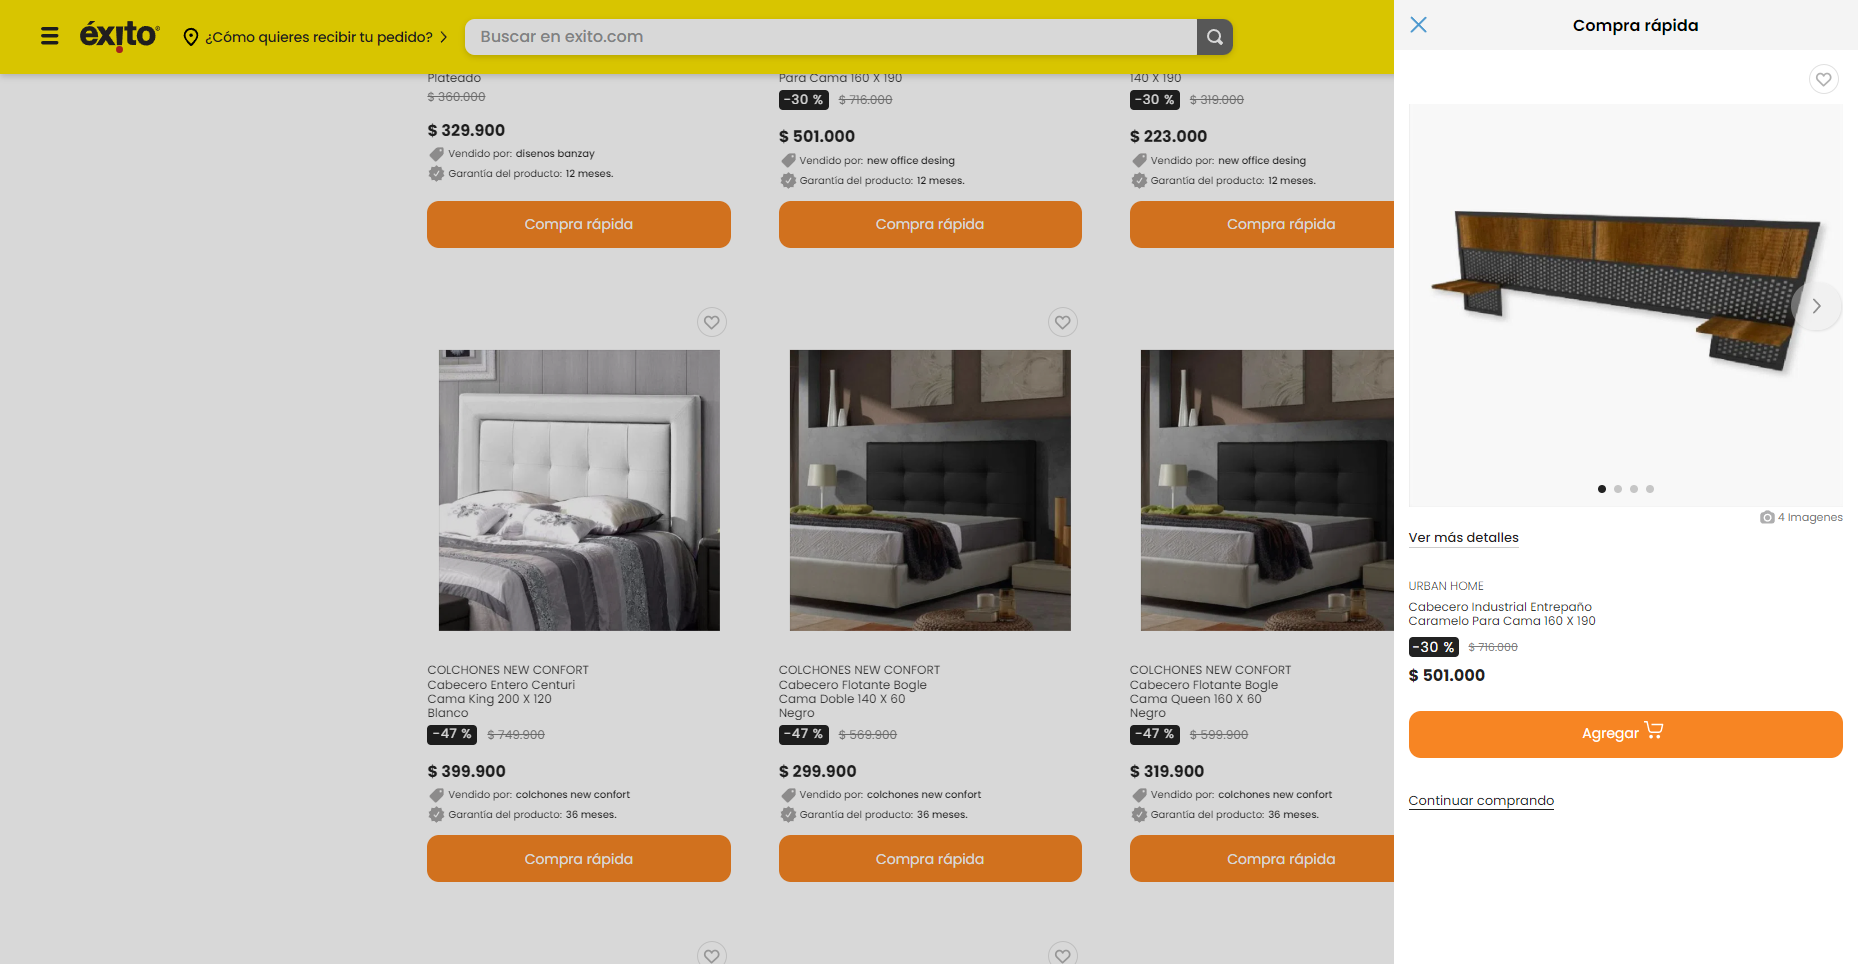 éxito
¿Cómo quieres recibir tu pedido?
Buscar en exito.com
Plateado
$ 360.000
$ 329.900
Vendido por: disenos banzay
Garantía del producto: 12 meses.
Compra rápida
Para Cama 160 X 190
-30 % $ 716.000
$ 501.000
Vendido por: new office desing
Garantía del producto: 12 meses.
Compra rápida
140 X 190
-30 % $ 319.000
$ 223.000
Vendido por: new office desing
Garantía del producto: 12 meses.
Compra rápida
COLCHONES NEW CONFORT
Cabecero Entero Centuri
Cama King 200 X 120
Blanco
-47 % $ 749.900
$ 399.900
Vendido por: colchones new confort
Garantía del producto: 36 meses.
Compra rápida
COLCHONES NEW CONFORT
Cabecero Flotante Bogle
Cama Doble 140 X 60
Negro
-47 % $ 569.900
$ 299.900
Vendido por: colchones new confort
Garantía del producto: 36 meses.
Compra rápida
COLCHONES NEW CONFORT
Cabecero Flotante Bogle
Cama Queen 160 X 60
Negro
-47 % $ 599.900
$ 319.900
Vendido por: colchones new confort
Garantía del producto: 36 meses.
Compra rápida
Compra rápida
4 Imagenes
Ver más detalles
URBAN HOME
Cabecero Industrial Entrepaño
Caramelo Para Cama 160 X 190
-30 % $ 716.000
$ 501.000
Agregar
Continuar comprando